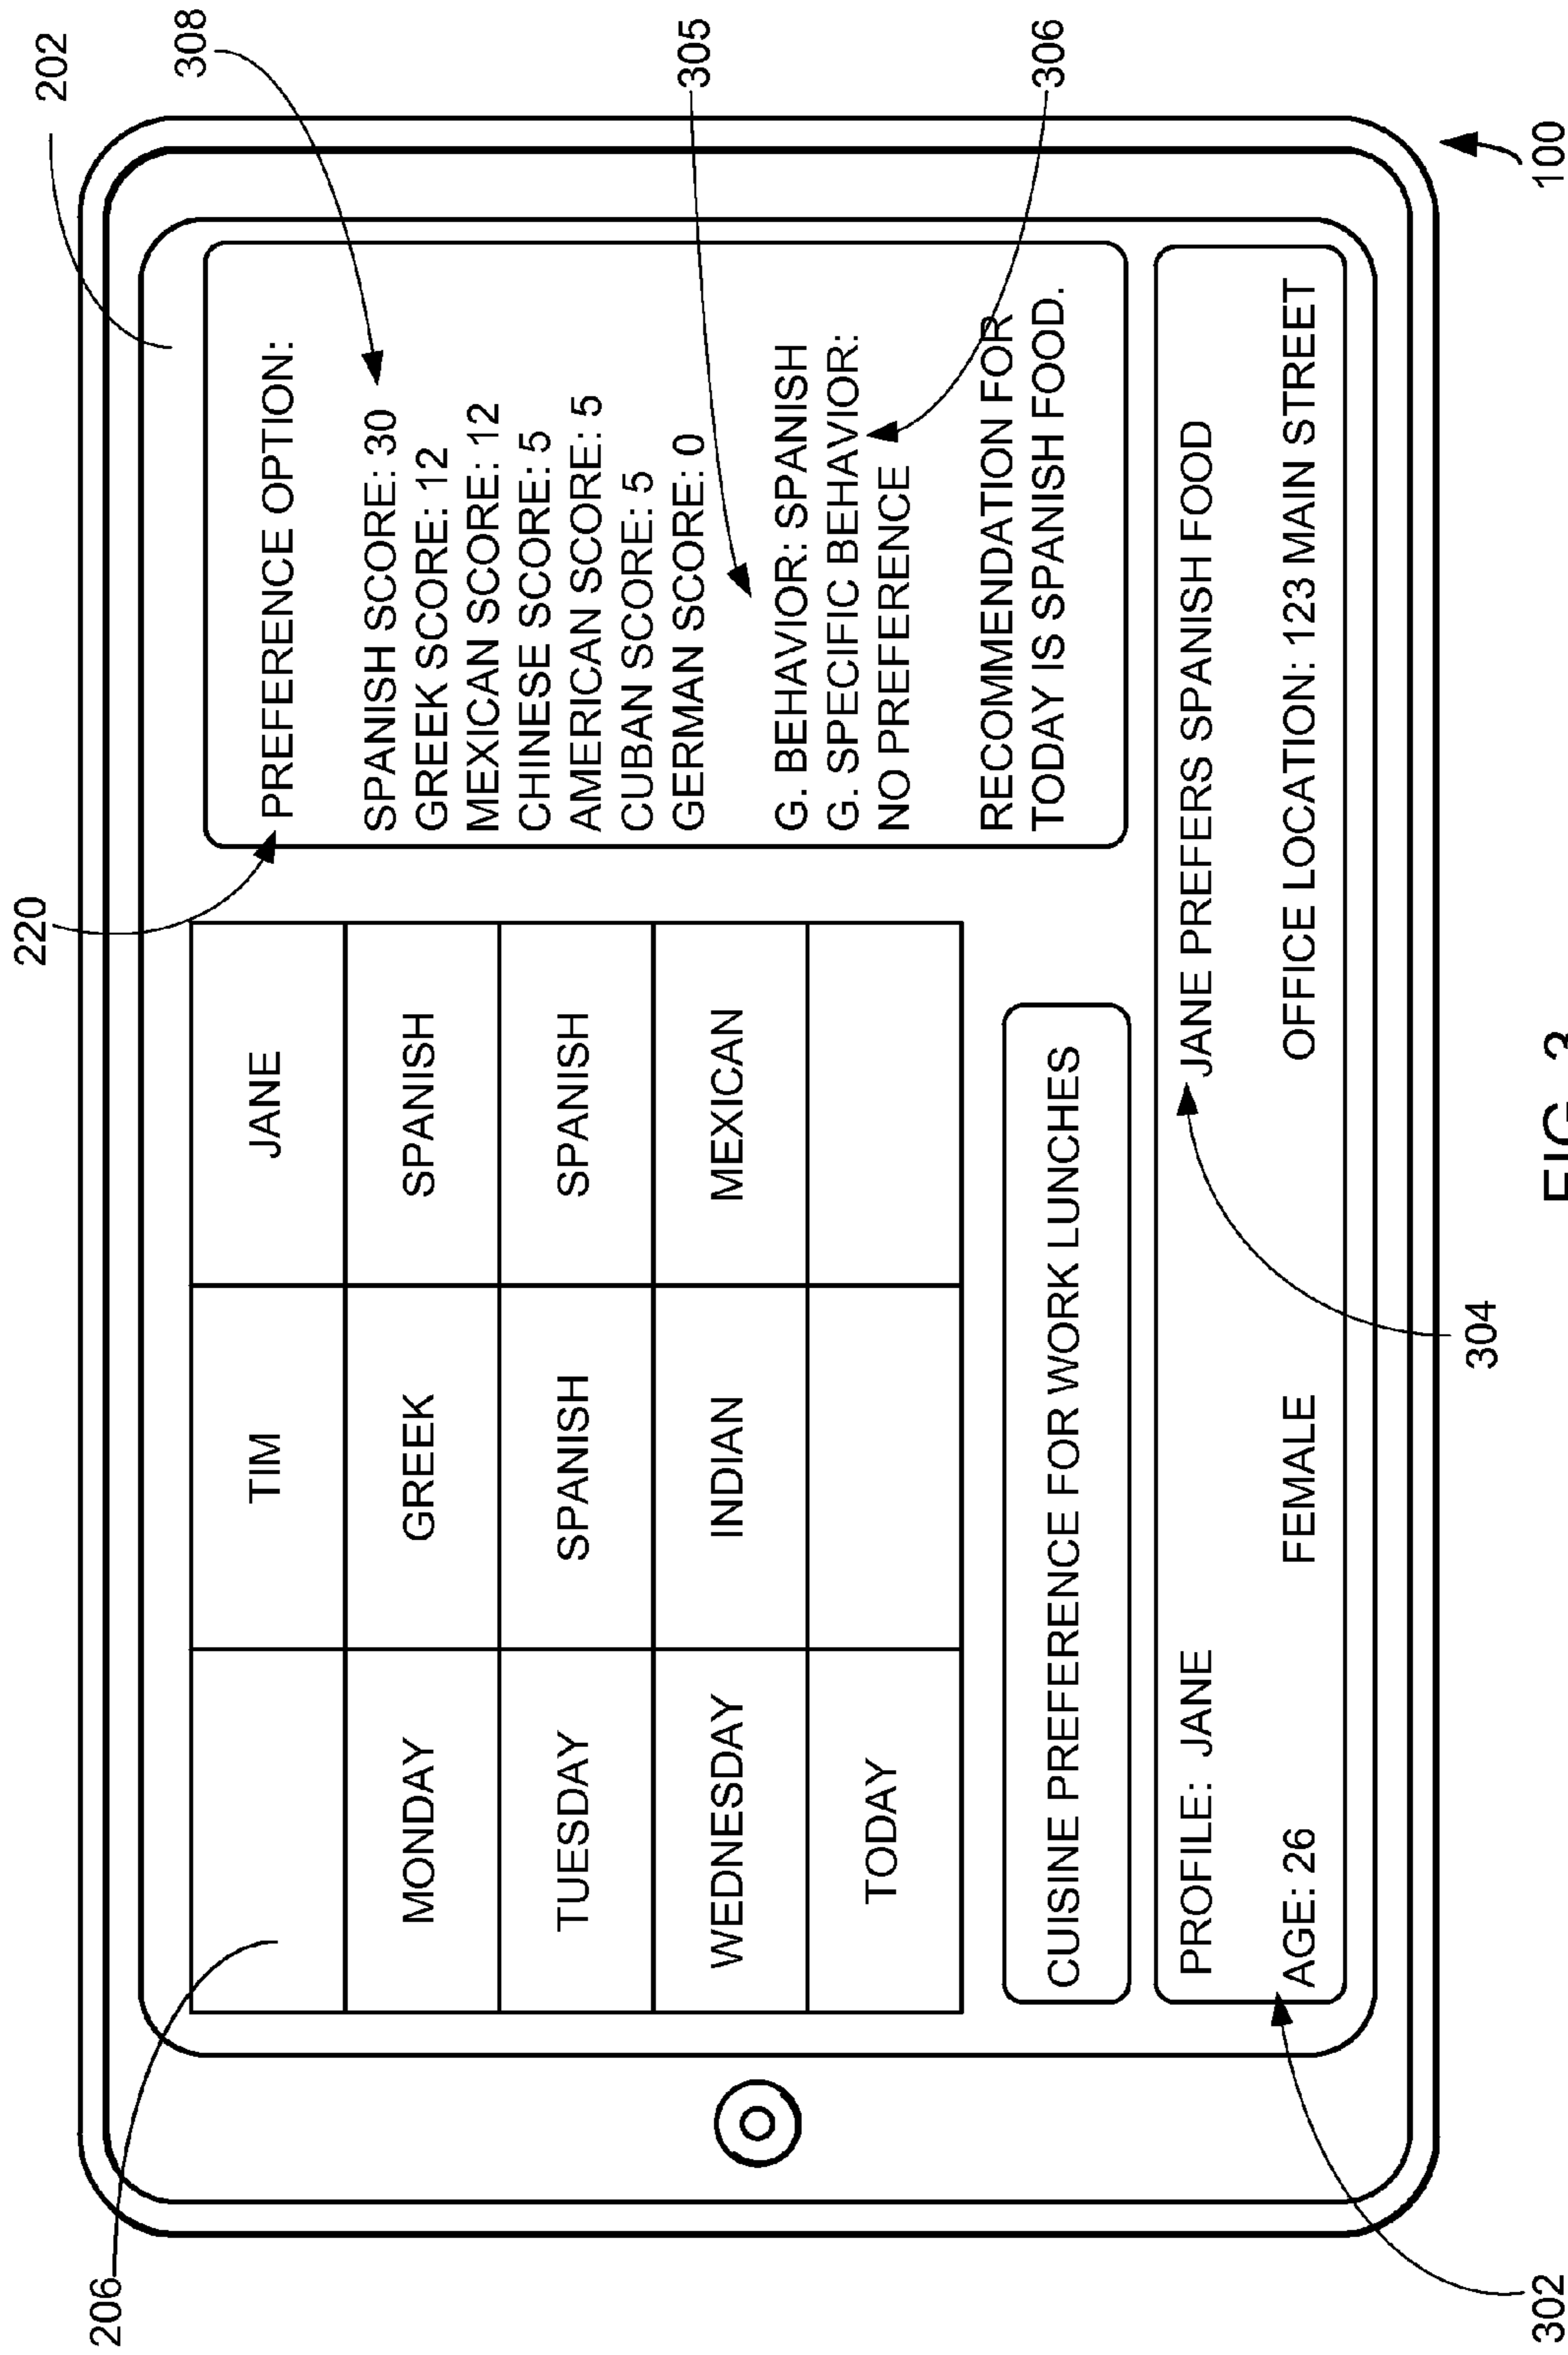 202
308
305
306
100
220
206
302
304
TIM JANE
MONDAY GREEK SPANISH
TUESDAY SPANISH SPANISH
WEDNESDAY INDIAN MEXICAN
TODAY
CUISINE PREFERENCE FOR WORK LUNCHES
PREFERENCE OPTION:
SPANISH SCORE: 30
GREEK SCORE: 12
MEXICAN SCORE: 12
CHINESE SCORE: 5
AMERICAN SCORE: 5
CUBAN SCORE: 5
GERMAN SCORE: 0
G. BEHAVIOR: SPANISH
G. SPECIFIC BEHAVIOR:
NO PREFERENCE
RECOMMENDATION FOR
TODAY IS SPANISH FOOD.
PROFILE: JANE JANE PREFERS SPANISH FOOD
AGE: 26 FEMALE OFFICE LOCATION: 123 MAIN STREET
FIG. 3